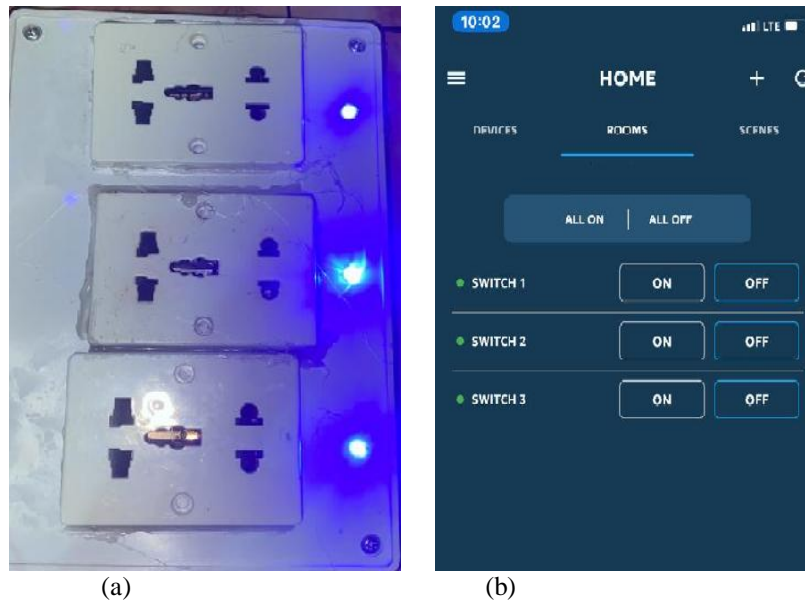 10:02
LTE
HOME +
DEVICES ROOMS SCENES
ALL ON | ALL OFF
SWITCH 1 ON OFF
SWITCH 2 ON OFF
SWITCH 3 ON OFF
(a) (b)